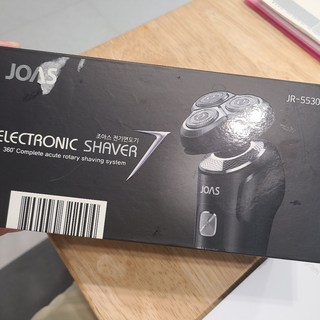 JOAS
JR-5530
조아스 전기면도기
ELECTRONIC SHAVER 7
360° Complete acute rotary shaving system
JOAS